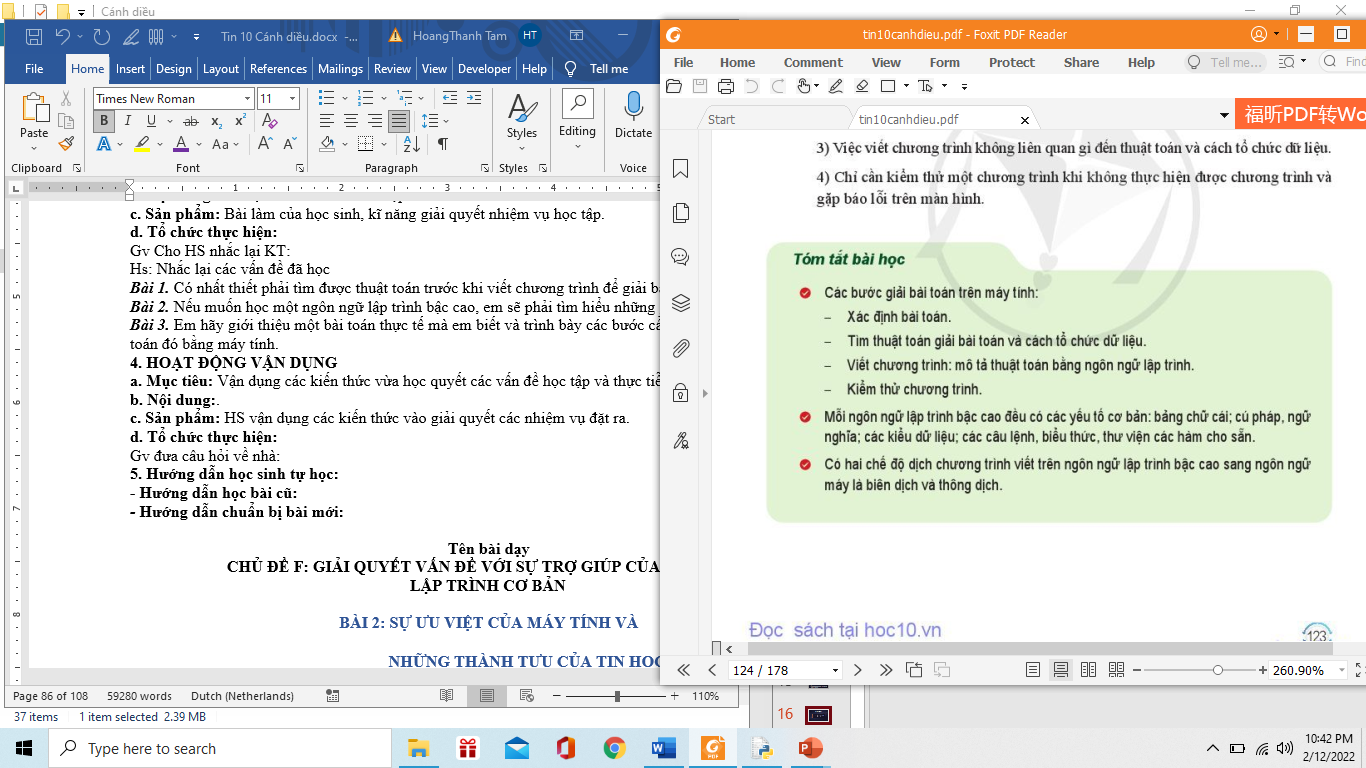 Cánh diều
Tin 10 Cánh diều.docx -...
HoangThanh Tam
HT
File Home Insert Design Layout References Mailings Review View Developer Help Tell me
Times New Roman 11
Paste
B I U ab x₂ x²
A Aa A A
Styles
Editing
Dictate
Clipboard Font Paragraph Styles Voice
1 2 3 4 5
c. Sản phẩm: Bài làm của học sinh, kĩ năng giải quyết nhiệm vụ học tập.
d. Tổ chức thực hiện:
Gv Cho HS nhắc lại KT:
Hs: Nhắc lại các vấn đề đã học
Bài 1. Có nhất thiết phải tìm được thuật toán trước khi viết chương trình để giải
Bài 2. Nếu muốn học một ngôn ngữ lập trình bậc cao, em sẽ phải tìm hiểu những
Bài 3. Em hãy giới thiệu một bài toán thực tế mà em biết và trình bày các bước
toán đó bằng máy tính.
4. HOẠT ĐỘNG VẬN DỤNG
a. Mục tiêu: Vận dụng các kiến thức vừa học quyết các vấn đề học tập và thực
b. Nội dung:.
c. Sản phẩm: HS vận dụng các kiến thức vào giải quyết các nhiệm vụ đặt ra.
d. Tổ chức thực hiện:
Gv đưa câu hỏi về nhà:
5. Hướng dẫn học sinh tự học:
- Hướng dẫn học bài cũ:
- Hướng dẫn chuẩn bị bài mới:
Tên bài dạy
CHỦ ĐỀ F: GIẢI QUYẾT VẤN ĐỀ VỚI SỰ TRỢ GIÚP
LẬP TRÌNH CƠ BẢN
BÀI 2: SỰ ƯU VIỆT CỦA MÁY TÍNH VÀ
NHỮNG THÀNH TỰU CỦA TIN HỌC
5
6
7
8
Page 86 of 108 59280 words Dutch (Netherlands) 110%
37 items 1 item selected 2.39 MB
tin10canhdieu.pdf - Foxit PDF Reader
File Home Comment View Form Protect Share Help Tell me... Find
Start tin10canhdieu.pdf
福昕PDF转Wo
3) Việc viết chương trình không liên quan gì đến thuật toán và cách tổ chức dữ liệu.
4) Chỉ cần kiểm thử một chương trình khi không thực hiện được chương trình và
gặp báo lỗi trên màn hình.
Tóm tắt bài học
Các bước giải bài toán trên máy tính:
– Xác định bài toán.
– Tìm thuật toán giải bài toán và cách tổ chức dữ liệu.
– Viết chương trình: mô tả thuật toán bằng ngôn ngữ lập trình.
– Kiểm thử chương trình.
Mỗi ngôn ngữ lập trình bậc cao đều có các yếu tố cơ bản: bảng chữ cái; cú pháp, ngữ
nghĩa; các kiểu dữ liệu; các câu lệnh, biểu thức, thư viện các hàm cho sẵn.
Có hai chế độ dịch chương trình viết trên ngôn ngữ lập trình bậc cao sang ngôn ngữ
máy là biên dịch và thông dịch.
Đọc sách tại hoc10.vn
123
124 / 178 260.90%
16
Type here to search
10:42 PM
2/12/2022